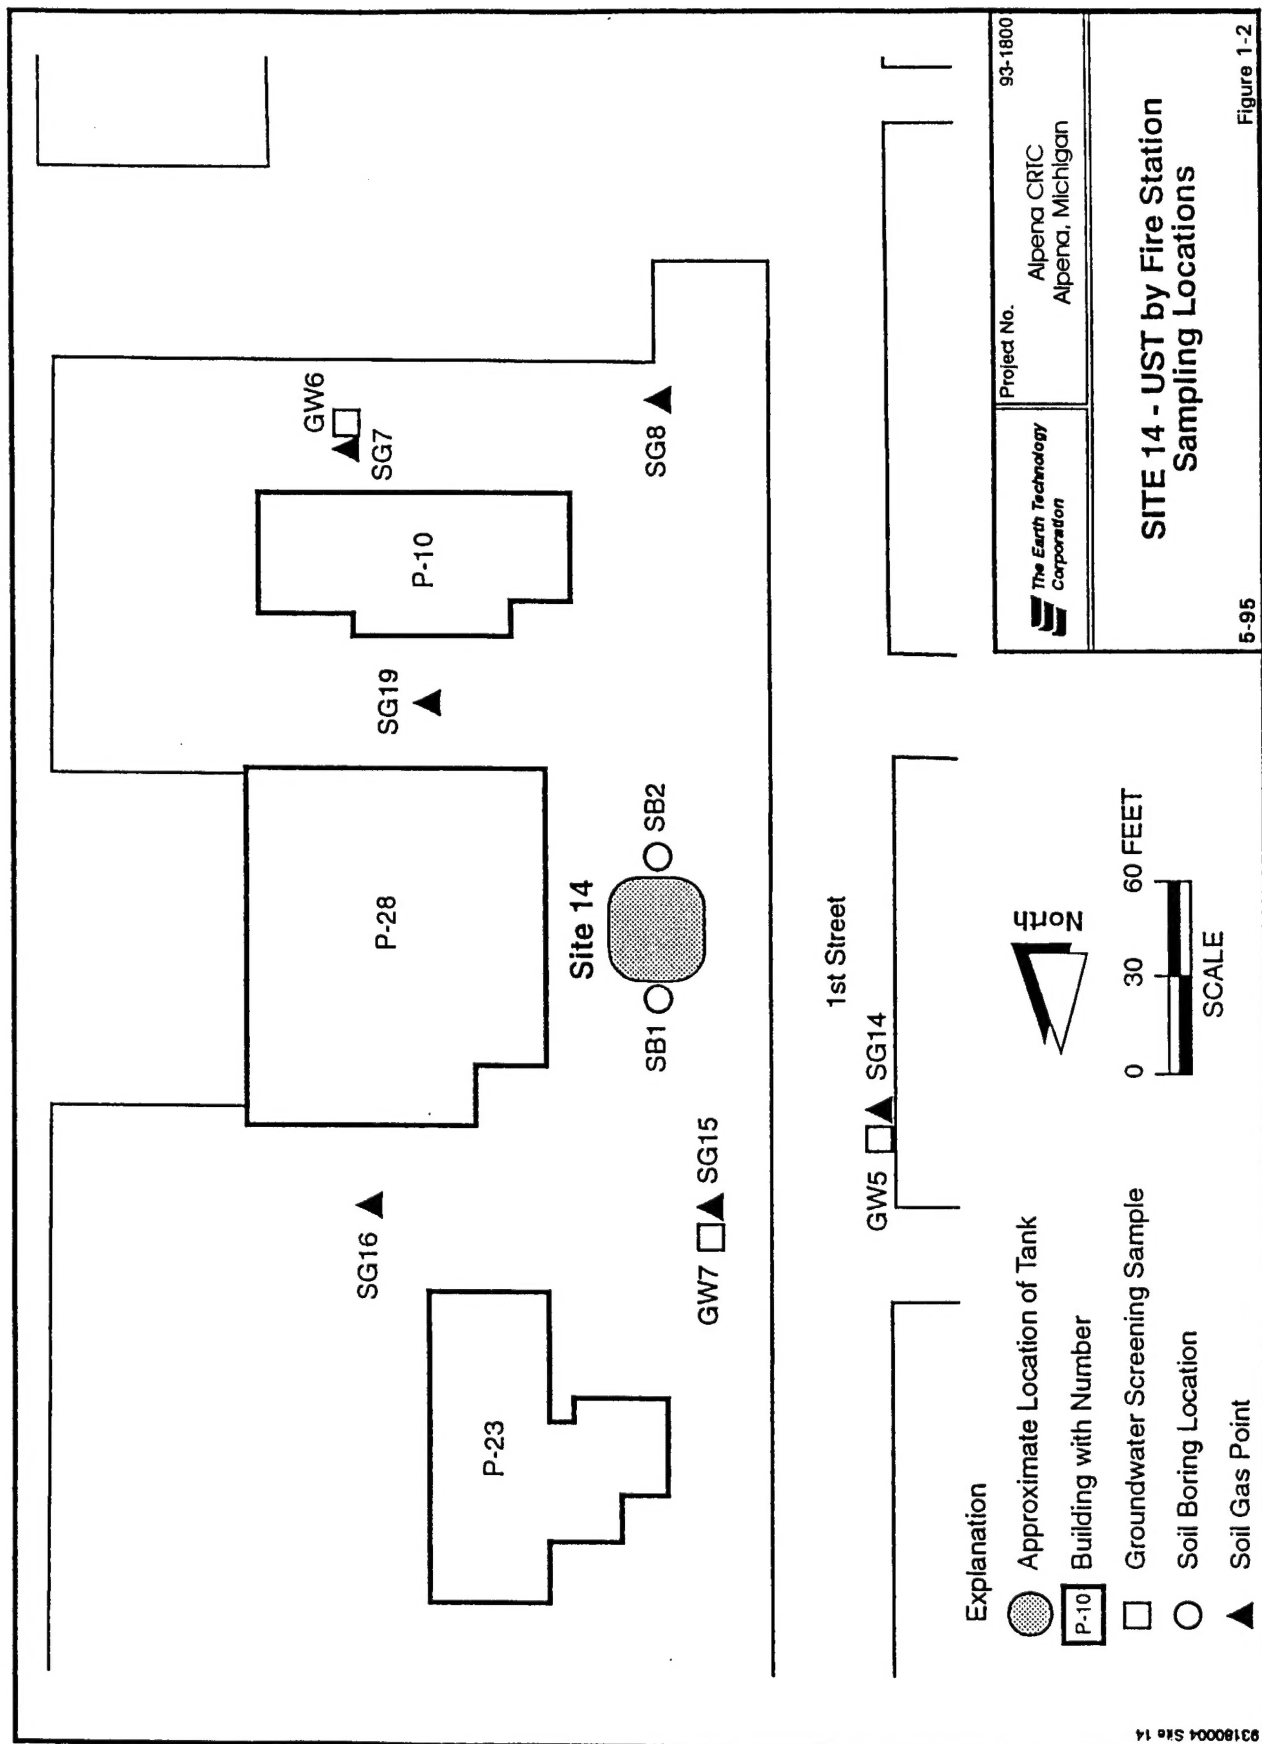 GW6
SG7
SG8
P-10
SG19
P-28
Site 14
SB1
SB2
SG16
GW7
SG15
P-23
1st Street
GW5
SG14
North
0 30 60 FEET
SCALE
Explanation
Approximate Location of Tank
P-10 Building with Number
Groundwater Screening Sample
Soil Boring Location
Soil Gas Point
The Earth Technology
Corporation
Project No. 93-1800
Alpena CRTC
Alpena, Michigan
SITE 14 - UST by Fire Station
Sampling Locations
5-95
Figure 1-2
93180004 Site 14